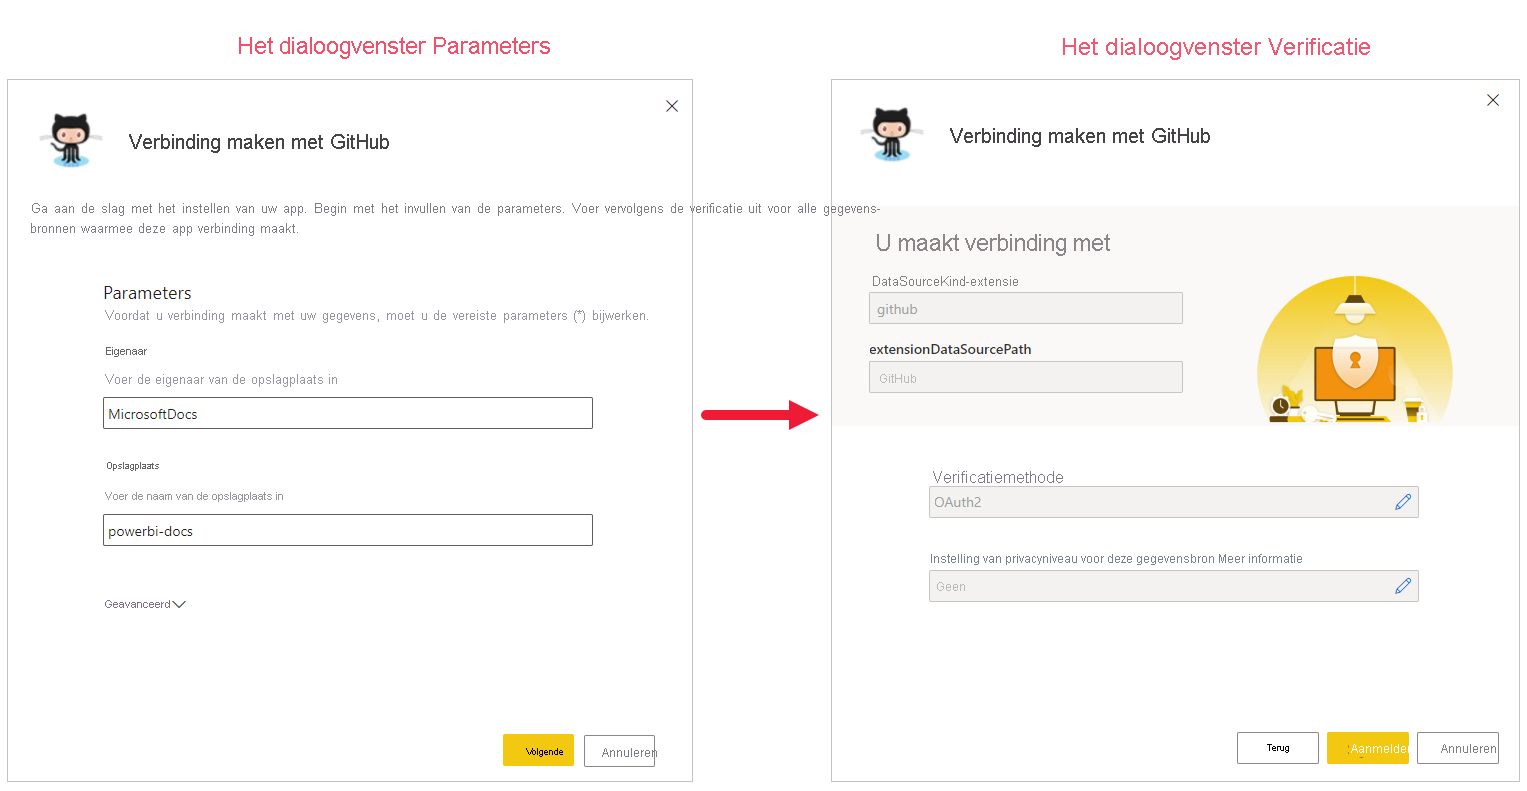 Het dialoogvenster Parameters
Verbinding maken met GitHub
Ga aan de slag met het instellen van uw app. Begin met het invullen van de parameters. Voer vervolgens de verificatie uit voor alle gegevens-
bronnen waarmee deze app verbinding maakt.
Parameters
Voordat u verbinding maakt met uw gegevens, moet u de vereiste parameters (*) bijwerken.
Eigenaar
Voer de eigenaar van de opslagplaats in
MicrosoftDocs
Opslagplaats
Voer de naam van de opslagplaats in
powerbi-docs
Geavanceerd
Volgende
Annuleren
Het dialoogvenster Verificatie
Verbinding maken met GitHub
U maakt verbinding met
DataSourceKind-extensie
github
extensionDataSourcePath
GitHub
Verificatiemethode
OAuth2
Instelling van privacyniveau voor deze gegevensbron Meer informatie
Geen
Terug
Aanmelden
Annuleren